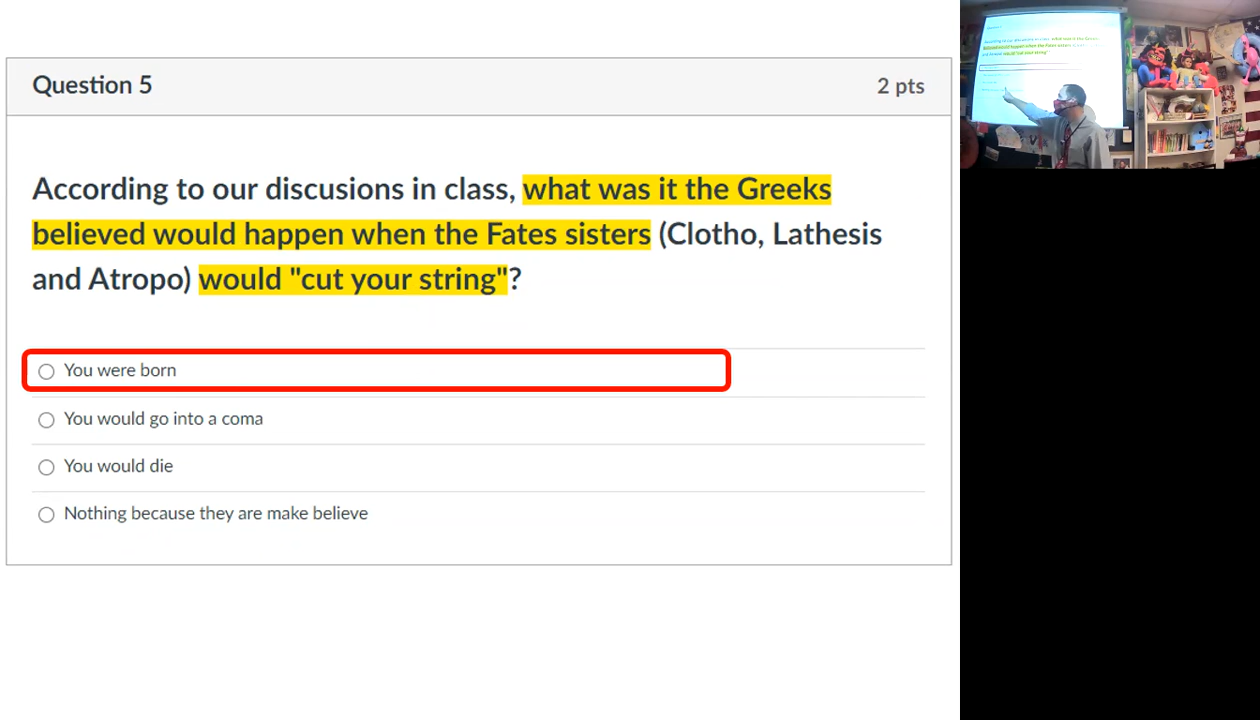 Question 5
2 pts
According to our discusions in class, what was it the Greeks
believed would happen when the Fates sisters (Clotho, Lathesis
and Atropo) would "cut your string"?
You were born
You would go into a coma
You would die
Nothing because they are make believe